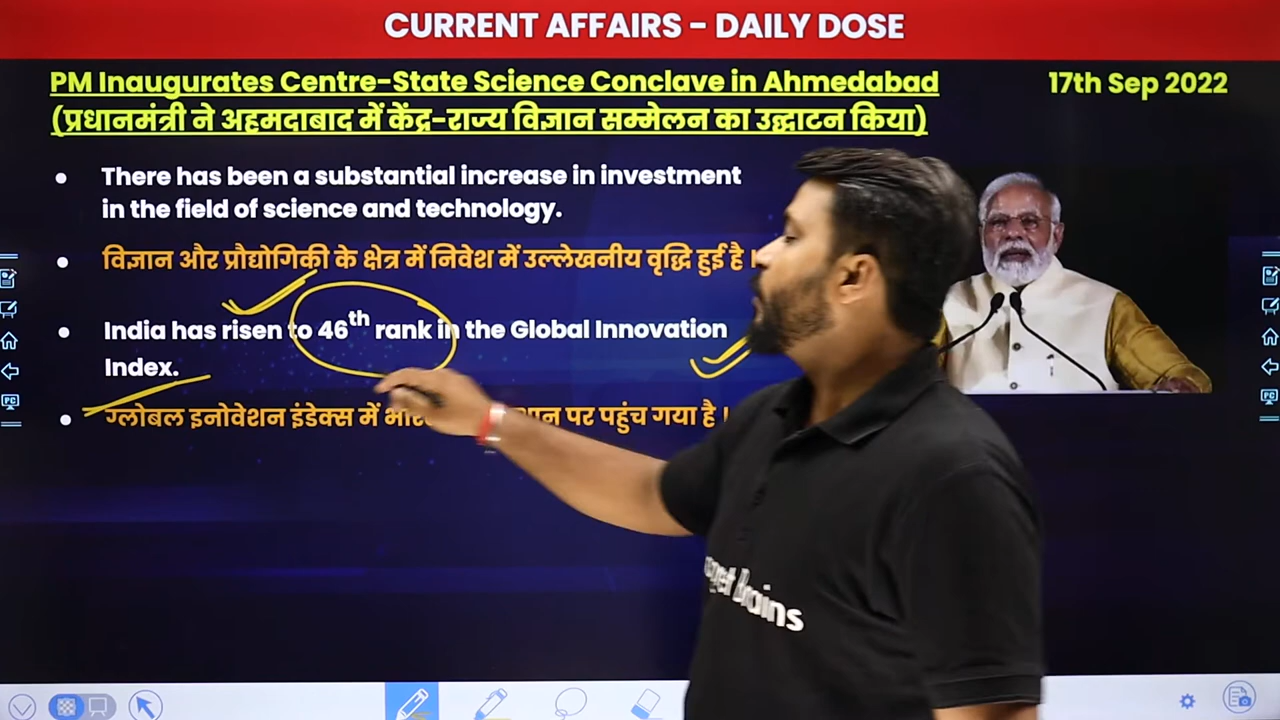 CURRENT AFFAIRS - DAILY DOSE
PM Inaugurates Centre-State Science Conclave in Ahmedabad
17th Sep 2022
(प्रधानमंत्री ने अहमदाबाद में केंद्र-राज्य विज्ञान सम्मेलन का उद्घाटन किया)
There has been a substantial increase in investment
in the field of science and technology.
विज्ञान और प्रौद्योगिकी के क्षेत्र में निवेश में उल्लेखनीय वृद्धि हुई है ।
India has risen to 46th rank in the Global Innovation
Index.
ग्लोबल इनोवेशन इंडेक्स में पर पहुंच गया है ।
PC
PC